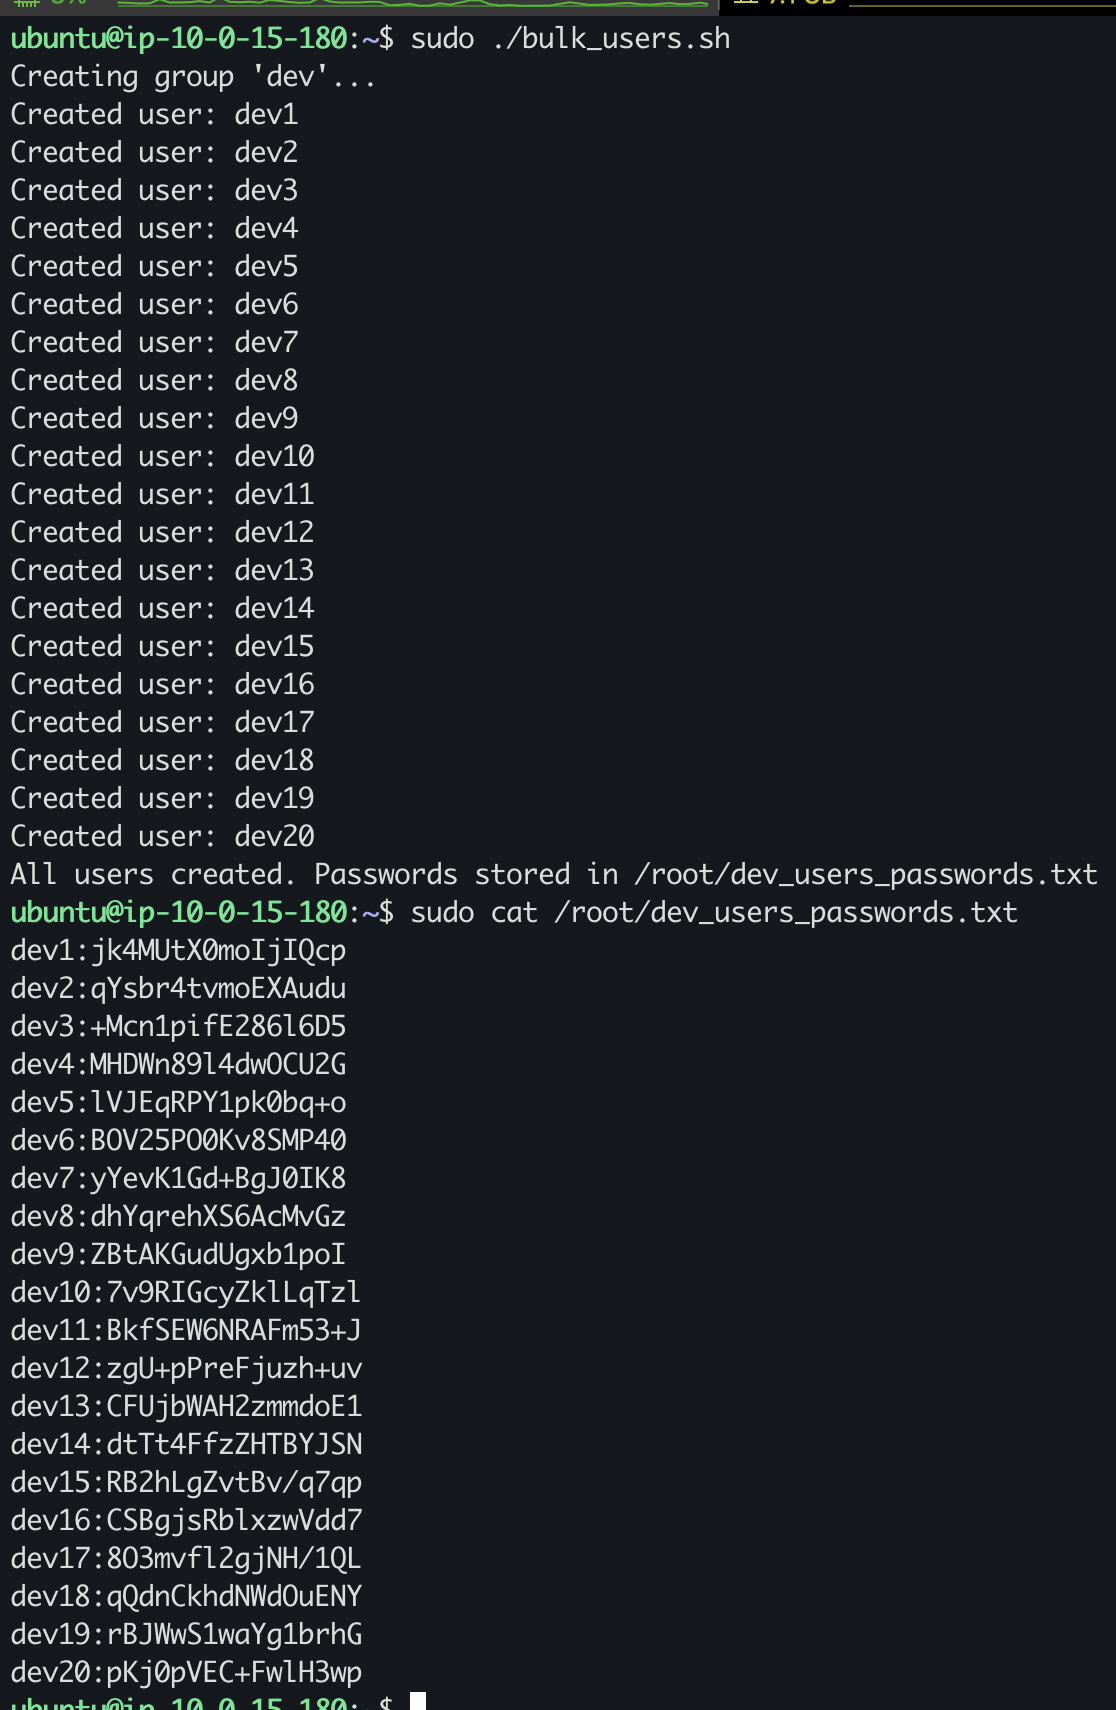 ubuntu@ip-10-0-15-180:~$ sudo ./bulk_users.sh
Creating group 'dev'...
Created user: dev1
Created user: dev2
Created user: dev3
Created user: dev4
Created user: dev5
Created user: dev6
Created user: dev7
Created user: dev8
Created user: dev9
Created user: dev10
Created user: dev11
Created user: dev12
Created user: dev13
Created user: dev14
Created user: dev15
Created user: dev16
Created user: dev17
Created user: dev18
Created user: dev19
Created user: dev20
All users created. Passwords stored in /root/dev_users_passwords.txt
ubuntu@ip-10-0-15-180:~$ sudo cat /root/dev_users_passwords.txt
dev1:jk4MUtX0moIjIQcp
dev2:qYsbr4tvmoEXAudu
dev3:+Mcn1pifE286l6D5
dev4:MHDWn89l4dwOCU2G
dev5:lVJEqRPY1pk0bq+o
dev6:BOV25PO0Kv8SMP40
dev7:yYevK1Gd+BgJ0IK8
dev8:dhYqrehXS6AcMvGz
dev9:ZBtAKGudUgxb1poI
dev10:7v9RIGcyZklLqTzl
dev11:BkfSEW6NRAFm53+J
dev12:zgU+pPreFjuzh+uv
dev13:CFUjbWAH2zmmdoE1
dev14:dtTt4FfzZHTBYJSN
dev15:RB2hLgZvtBv/q7qp
dev16:CSBgjsRblxzwVdd7
dev17:8O3mvfl2gjNH/1QL
dev18:qQdnCkhdNWdOuENY
dev19:rBJWwS1waYg1brhG
dev20:pKj0pVEC+FwlH3wp
ubuntu@ip-10-0-15-180:~$